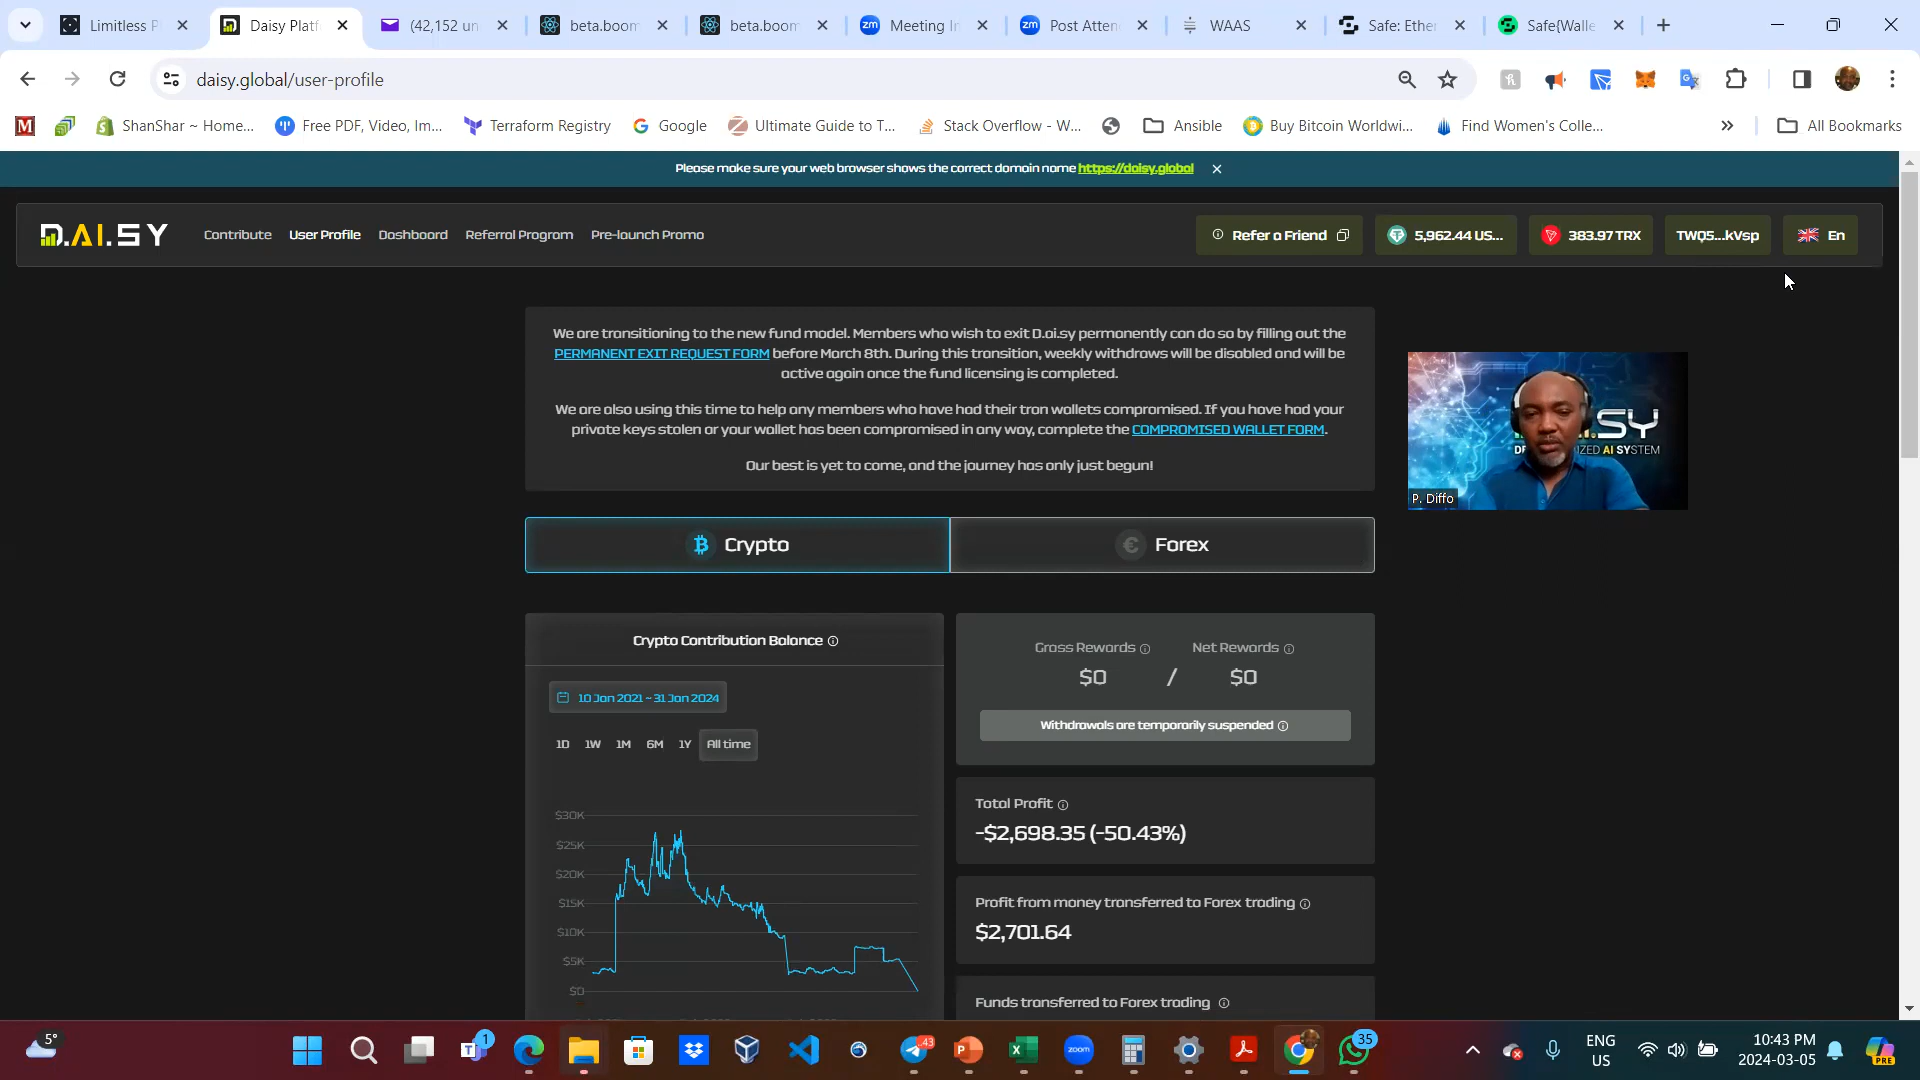 Limitless P
Daisy Platf
(42,152 un
beta.boom
beta.boom
Meeting In
Post Atten
WAAS
Safe: Ether
Safe{Walle
daisy.global/user-profile
ShanShar ~ Home...
Free PDF, Video, Im...
Terraform Registry
Google
Ultimate Guide to T...
Stack Overflow - W...
Ansible
Buy Bitcoin Worldwi...
Find Women's Colle...
All Bookmarks
Please make sure your web browser shows the correct domain name https://daisy.global
D.AI.SY
Contribute
User Profile
Dashboard
Referral Program
Pre-launch Promo
Refer a Friend
5,962.44 US...
383.97 TRX
TWQ5...kVsp
En
We are transitioning to the new fund model. Members who wish to exit D.ai.sy permanently can do so by filling out the
PERMANENT EXIT REQUEST FORM before March 8th. During this transition, weekly withdraws will be disabled and will be
active again once the fund licensing is completed.
We are also using this time to help any members who have had their tron wallets compromised. If you have had your
private keys stolen or your wallet has been compromised in any way, complete the COMPROMISED WALLET FORM.
Our best is yet to come, and the journey has only just begun!
SY
IZED AI SYSTEM
P. Diffo
Crypto
Forex
Crypto Contribution Balance
10 Jan 2021 ~ 31 Jan 2024
1D 1W 1M 6M 1Y All time
$30K
$25K
$20K
$15K
$10K
$5K
$0
Gross Rewards
Net Rewards
$0 / $0
Withdrawals are temporarily suspended
Total Profit
-$2,698.35 (-50.43%)
Profit from money transferred to Forex trading
$2,701.64
Funds transferred to Forex trading
5°
1
43
zoom
35
ENG
US
10:43 PM
2024-03-05